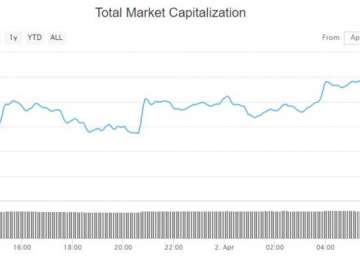 Total Market Capitalization
1y YTD ALL From Ap
16:00 18:00 20:00 22:00 2. Apr 02:00 04:00